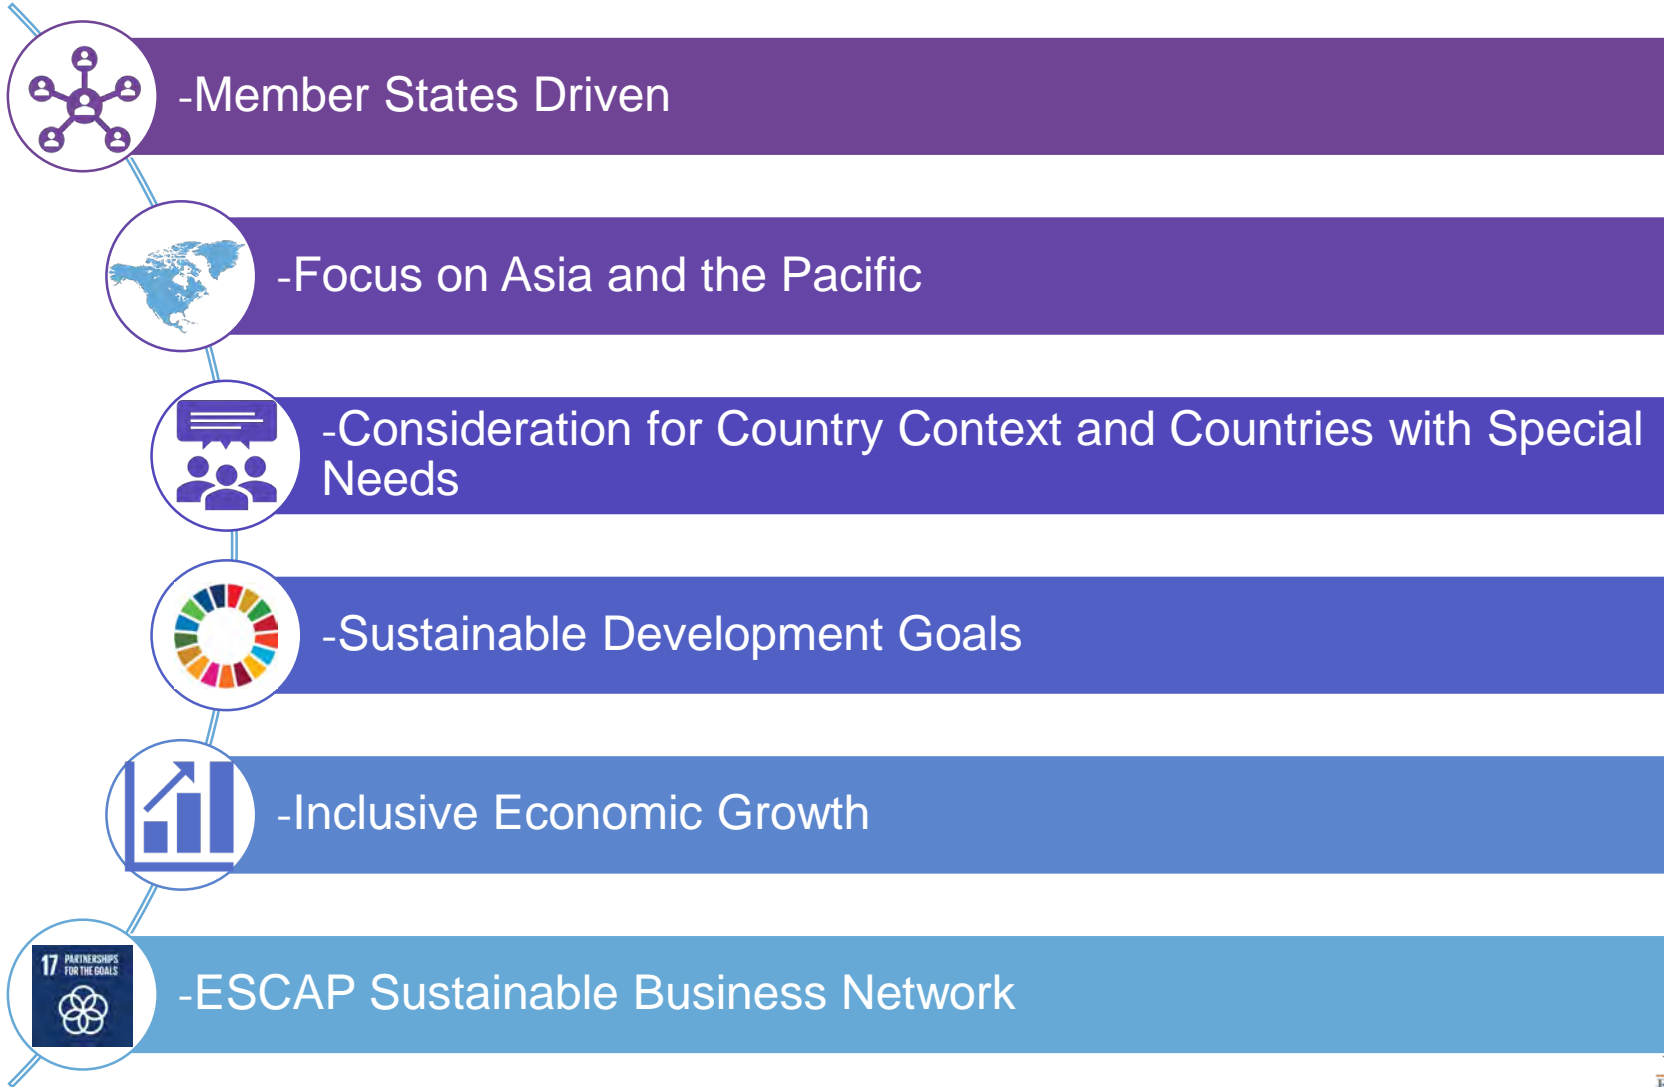 -Member States Driven
-Focus on Asia and the Pacific
-Consideration for Country Context and Countries with Special
Needs
-Sustainable Development Goals
-Inclusive Economic Growth
17 PARTNERSHIPS
FOR THE GOALS
-ESCAP Sustainable Business Network